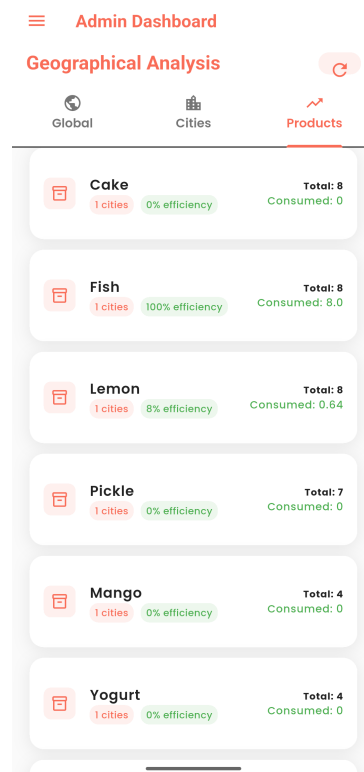 Admin Dashboard
Geographical Analysis
Global
Cities
Products
Cake
1 cities
0% efficiency
Total: 8
Consumed: 0
Fish
1 cities
100% efficiency
Total: 8
Consumed: 8.0
Lemon
1 cities
8% efficiency
Total: 8
Consumed: 0.64
Pickle
1 cities
0% efficiency
Total: 7
Consumed: 0
Mango
1 cities
0% efficiency
Total: 4
Consumed: 0
Yogurt
1 cities
0% efficiency
Total: 4
Consumed: 0